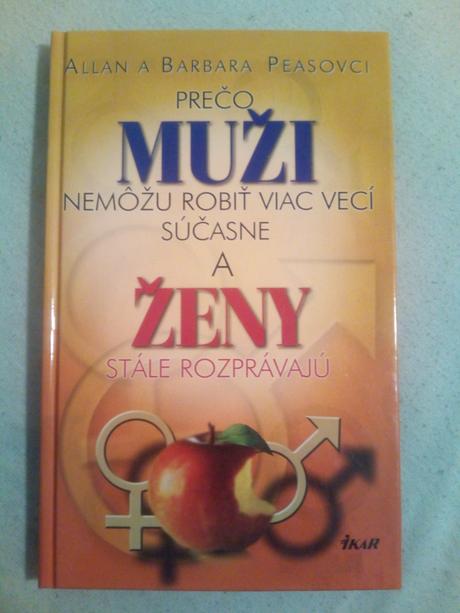 ALLAN A BARBARA PEASOVCI
PREČO
MUŽI
NEMÔŽU ROBIŤ VIAC VECÍ
SÚČASNE
A
ŽENY
STÁLE ROZPRÁVAJÚ
IKAR